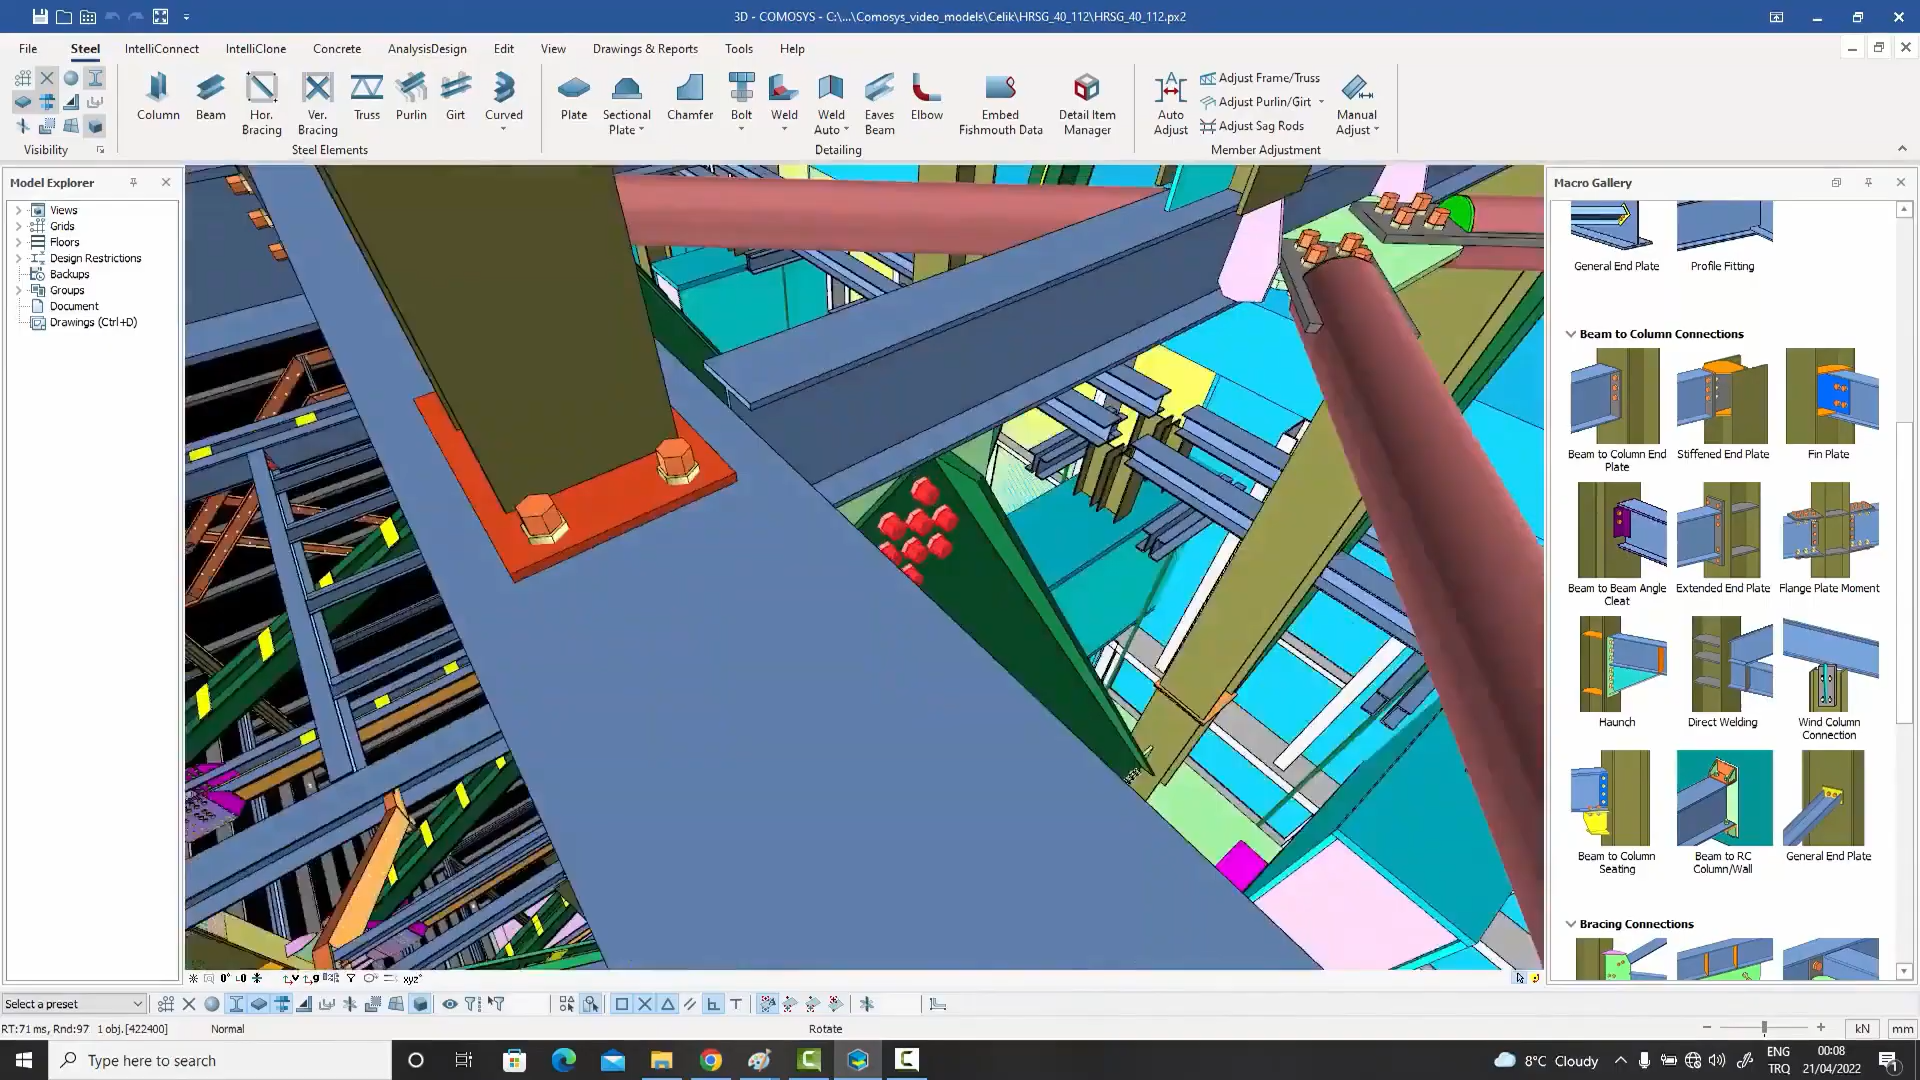 3D - COMOSYS - C:\...\Comosys_video_models\Celik\HRSG_40_112\HRSG_40_112.px2
File
Steel
IntelliConnect
IntelliClone
Concrete
AnalysisDesign
Edit
View
Drawings & Reports
Tools
Help
Column
Beam
Hor.
Bracing
Ver.
Bracing
Truss
Purlin
Girt
Curved
Plate
Sectional
Plate
Chamfer
Bolt
Weld
Weld
Auto
Eaves
Beam
Elbow
Embed
Fishmouth Data
Detail Item
Manager
Auto
Adjust
Adjust Frame/Truss
Adjust Purlin/Girt
Adjust Sag Rods
Manual
Adjust
Visibility
Steel Elements
Detailing
Member Adjustment
Model Explorer
Views
Grids
Floors
Design Restrictions
Backups
Groups
Document
Drawings (Ctrl+D)
Macro Gallery
General End Plate
Profile Fitting
Beam to Column Connections
Beam to Column End
Plate
Stiffened End Plate
Fin Plate
Beam to Beam Angle
Cleat
Extended End Plate
Flange Plate Moment
Haunch
Direct Welding
Wind Column
Connection
Beam to Column
Seating
Beam to RC
Column/Wall
General End Plate
Bracing Connections
xyz°
Select a preset
RT:71 ms, Rnd:97
1 obj.[422400]
Normal
Rotate
kN
mm
Type here to search
8°C Cloudy
ENG
TRQ
00:08
21/04/2022